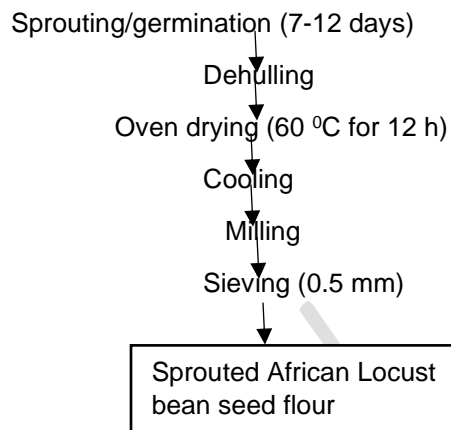 Sprouting/germination (7-12 days)
Dehulling
Oven drying (60 ⁰C for 12 h)
Cooling
Milling
Sieving (0.5 mm)
Sprouted African Locust
bean seed flour